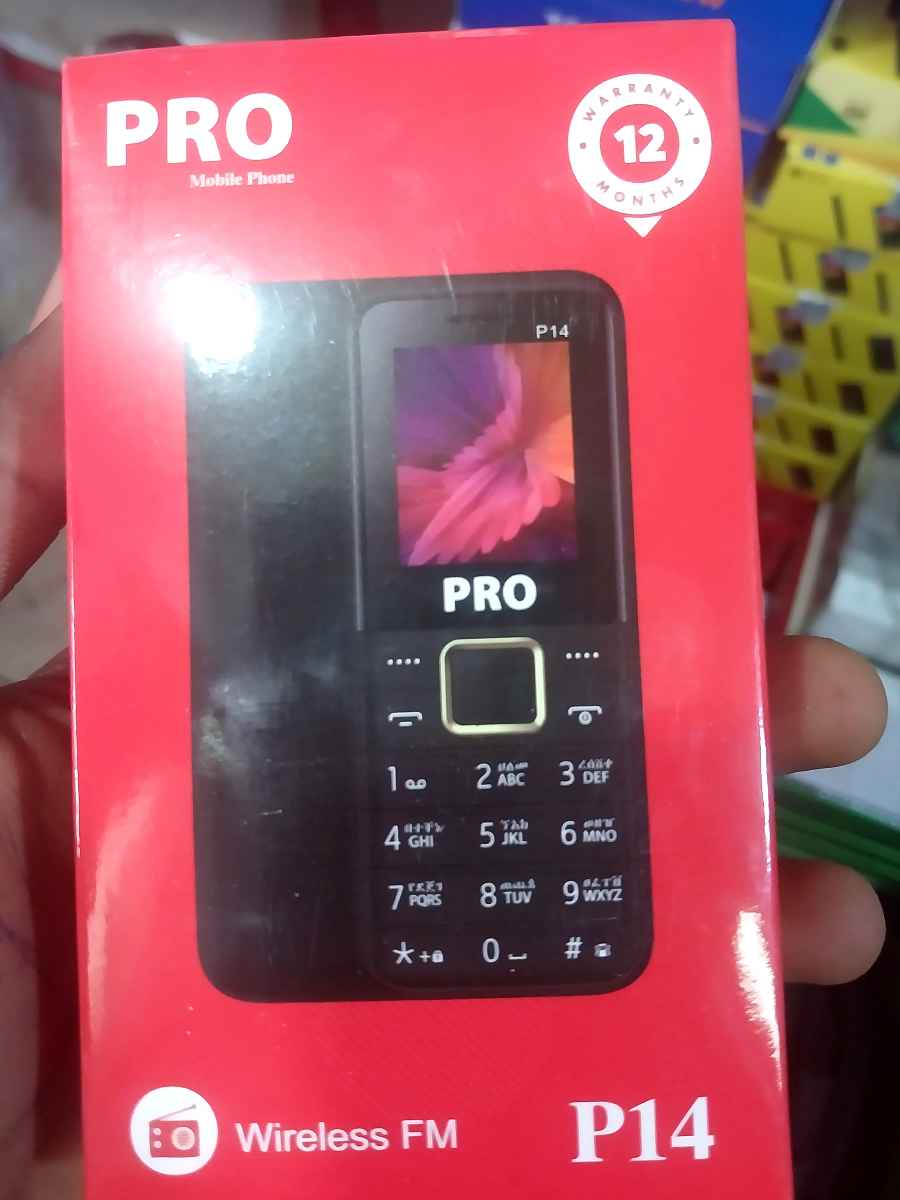 PRO
Mobile Phone
WARRANTY
12
MONTHS
P14
PRO
1
2 ABC
3 DEF
4 GHI
5 JKL
6 MNO
7 PQRS
8 TUV
9 WXYZ
* +
0
#
Wireless FM
P14